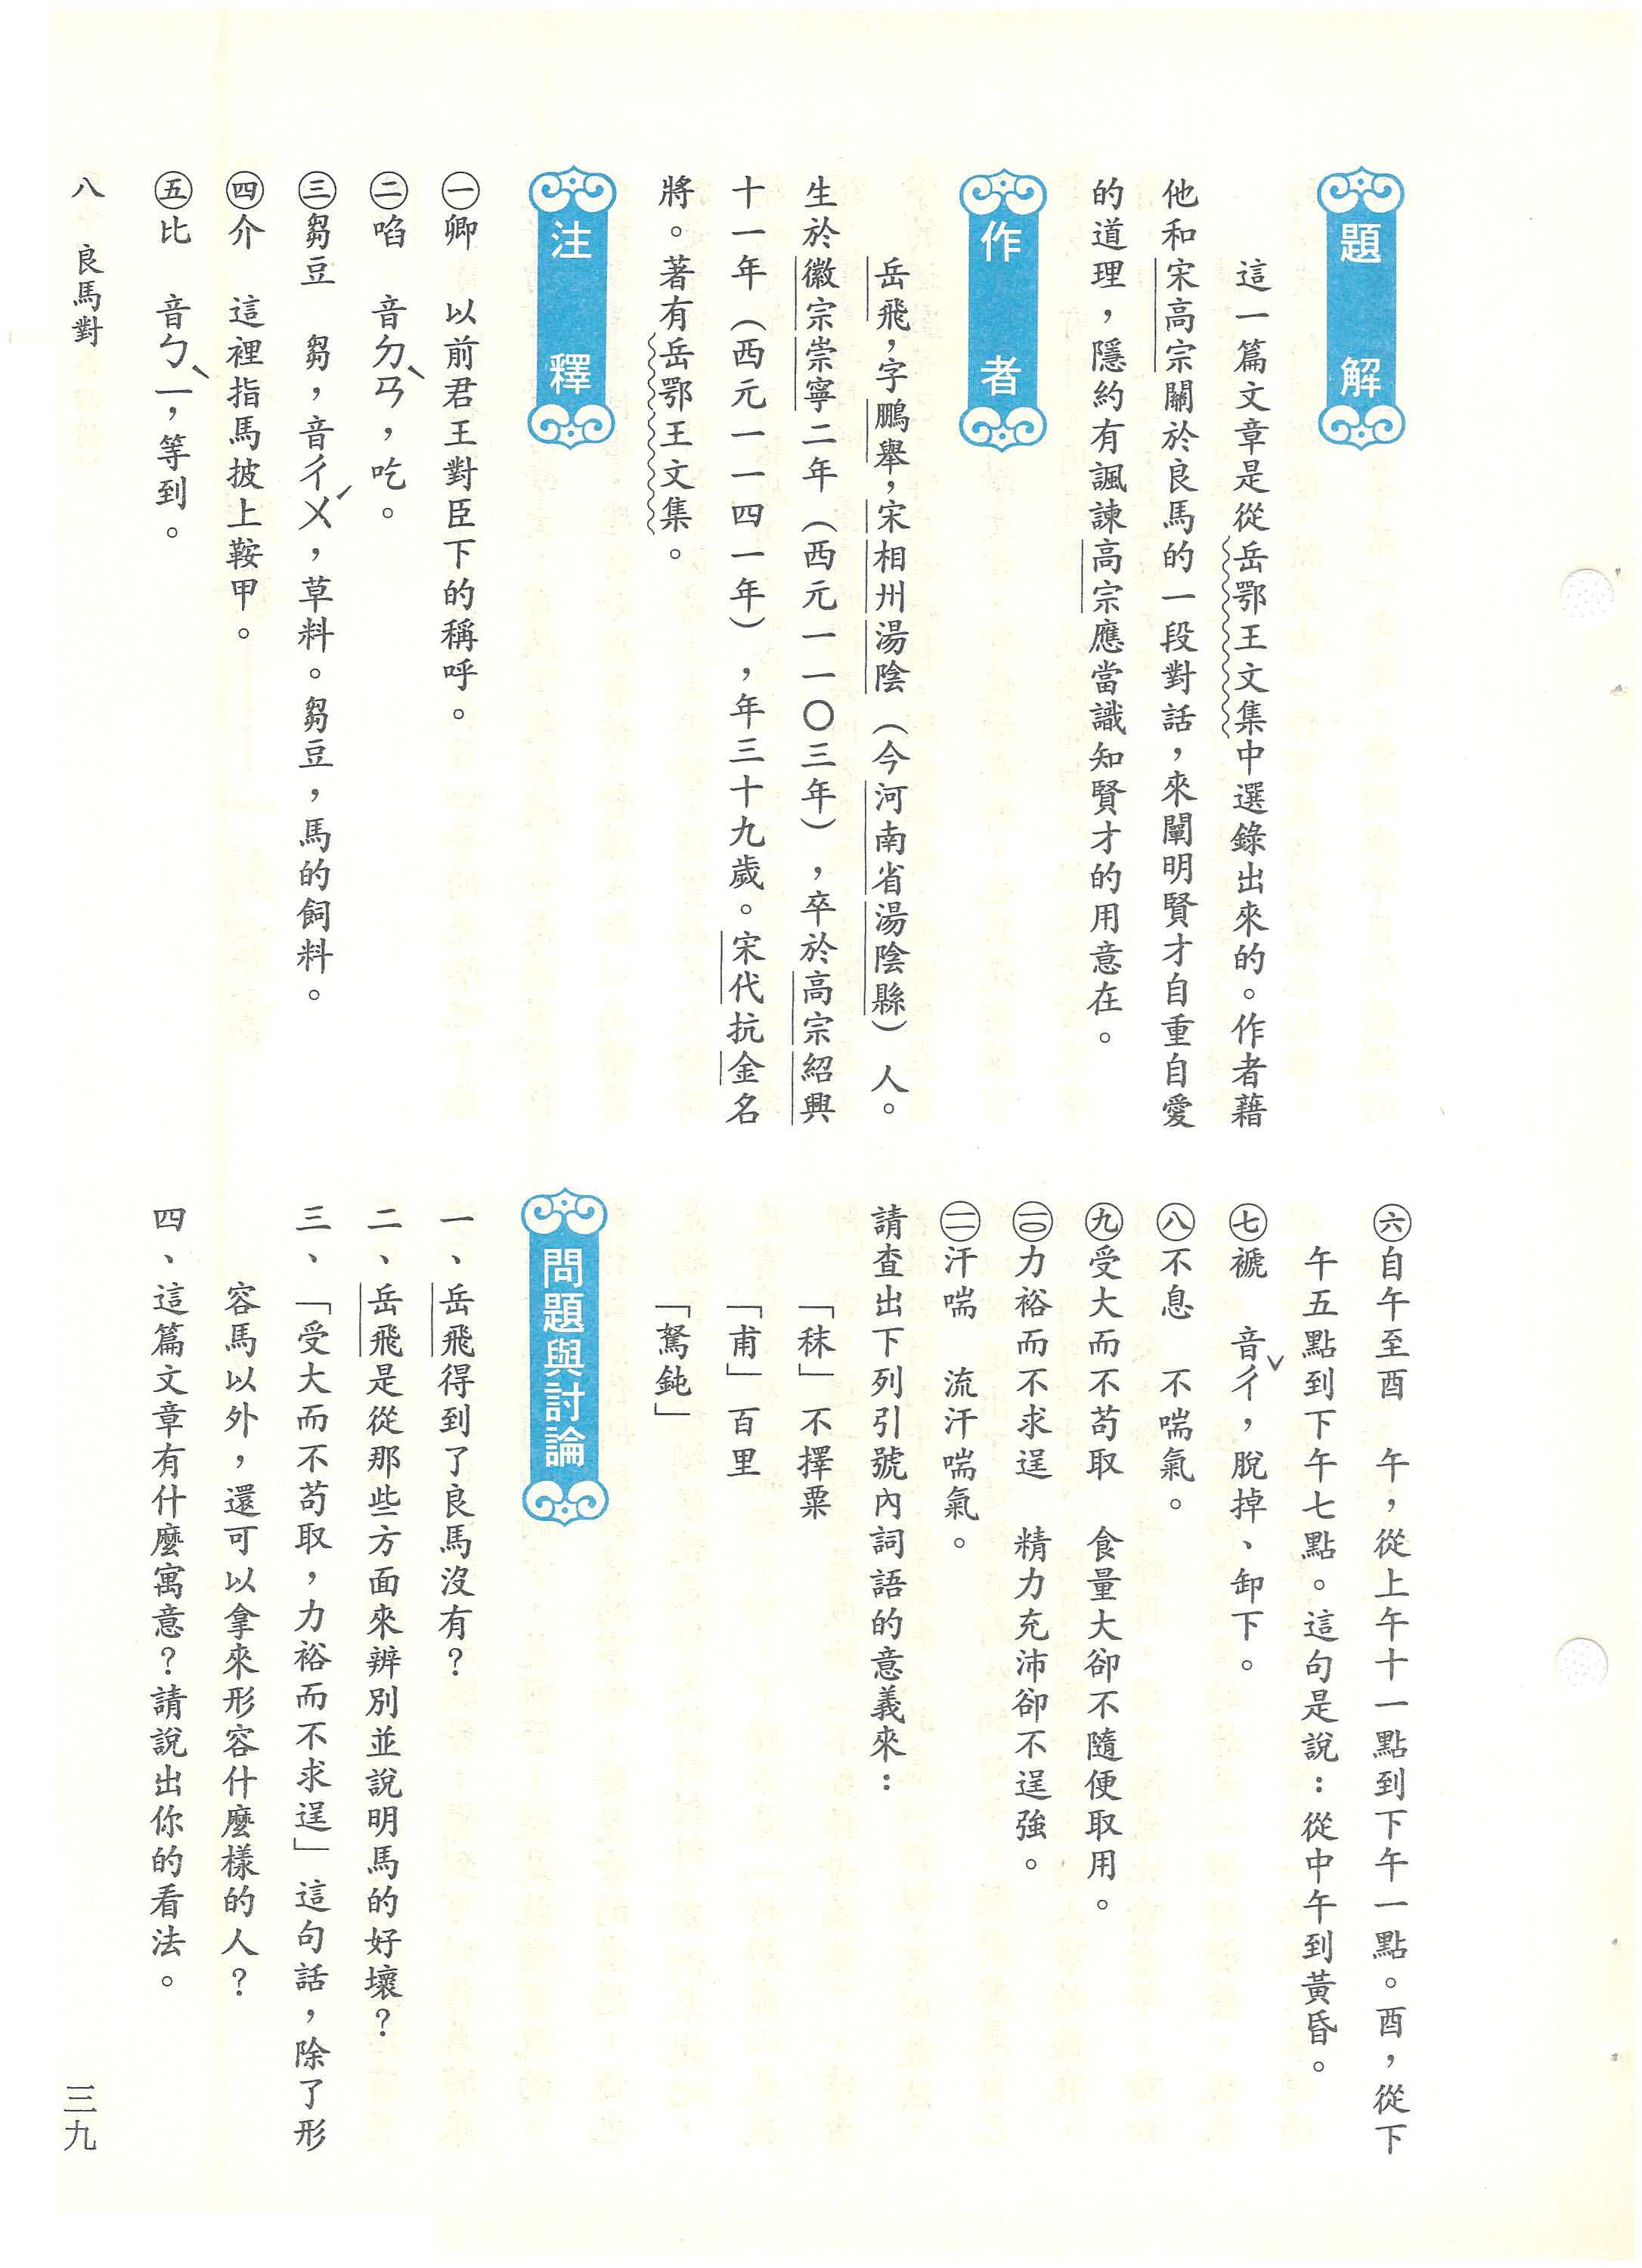 題解
這一篇文章是從岳鄂王文集中選錄出來的。作者藉
他和宋高宗關於良馬的一段對話，來闡明賢才自重自愛
的道理，隱約有諷諫高宗應當識知賢才的用意在。
作者
岳飛，字鵬舉，宋相州湯陰（今河南省湯陰縣）人。
生於徽宗崇寧二年（西元一一〇三年），卒於高宗紹興
十一年（西元一一四一年），年三十九歲。宋代抗金名
將。著有岳鄂王文集。
注釋
㊀卿　以前君王對臣下的稱呼。
㊁啗　音ㄉㄢˋ，吃。
㊂芻豆　芻，音ㄔㄨˊ，草料。芻豆，馬的飼料。
㊃介　這裡指馬披上鞍甲。
㊄比　音ㄅㄧˋ，等到。
㊅自午至酉　午，從上午十一點到下午一點。酉，從下
午五點到下午七點。這句是說：從中午到黃昏。
㊆褫　音ㄔˇ，脫掉、卸下。
㊇不息　不喘氣。
㊈受大而不苟取　食量大卻不隨便取用。
㊀〇力裕而不求逞　精力充沛卻不逞強。
㊀一汗喘　流汗喘氣。
請查出下列引號內詞語的意義來：
「秣」不擇粟
「甫」百里
「駑鈍」
問題與討論
一、岳飛得到了良馬沒有？
二、岳飛是從那些方面來辨別並說明馬的好壞？
三、「受大而不苟取，力裕而不求逞」這句話，除了形
容馬以外，還可以拿來形容什麼樣的人？
四、這篇文章有什麼寓意？請說出你的看法。
八　良馬對
三九